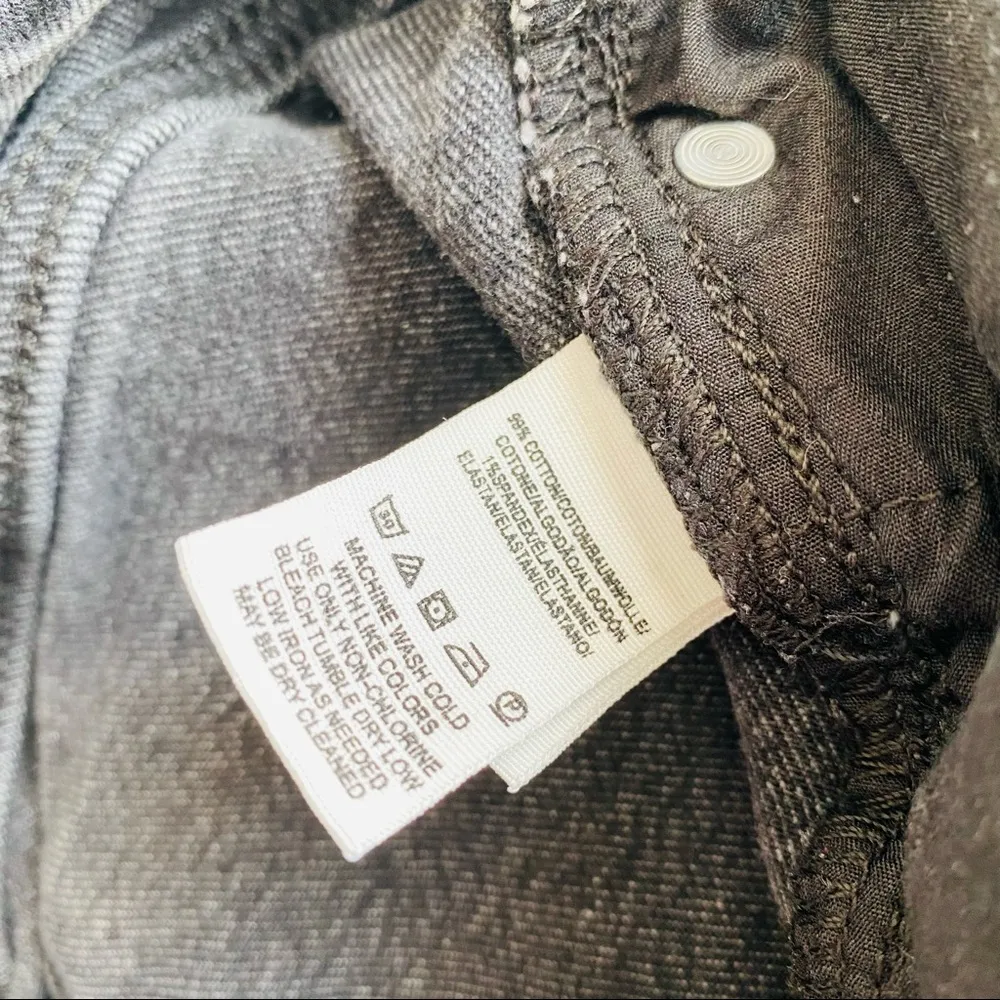 99% COTTON/COTON/BAUMWOLLE/
COTONE/ALGODÃO/ALGODÓN
1%SPANDEX/ÉLASTHANNE/
ELASTAN/ELASTAN/ELASTANO/
30
P
MACHINE WASH COLD
WITH LIKE COLORS
USE ONLY NON-CHLORINE
BLEACH TUMBLE DRY LOW
LOW IRON AS NEEDED
MAY BE DRY CLEANED